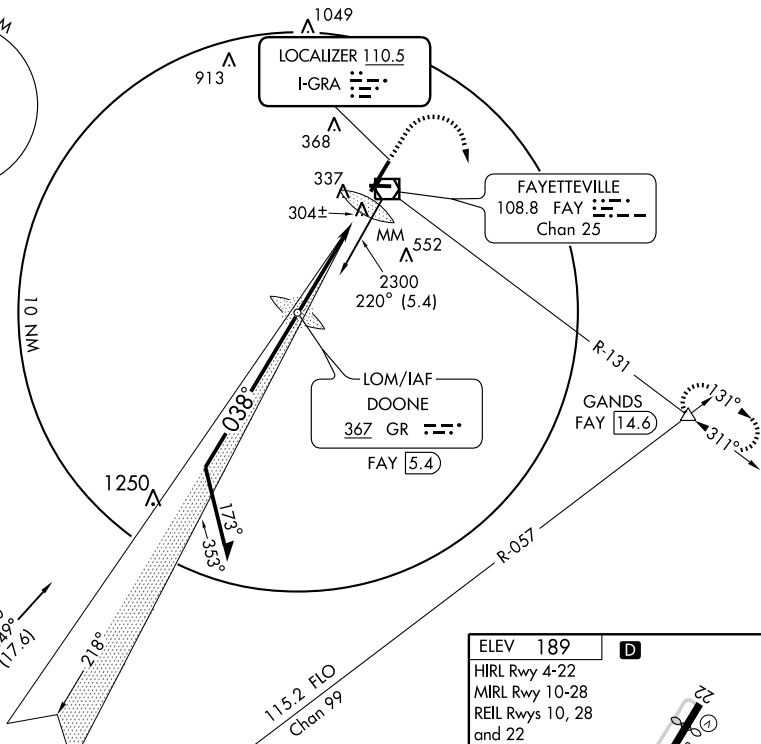 1049
LOCALIZER 110.5
I-GRA
913
368
337
304±
MM
552
FAYETTEVILLE
108.8 FAY
Chan 25
2300
220° (5.4)
10 NM
LOM/IAF
DOONE
367 GR
FAY 5.4
038°
R-131
GANDS
FAY 14.6
131°
311°
1250
173°
353°
R-057
218°
(17.6)
115.2 FLO
Chan 99
ELEV 189 D
HIRL Rwy 4-22
MIRL Rwy 10-28
REIL Rwys 10, 28
and 22
22
V